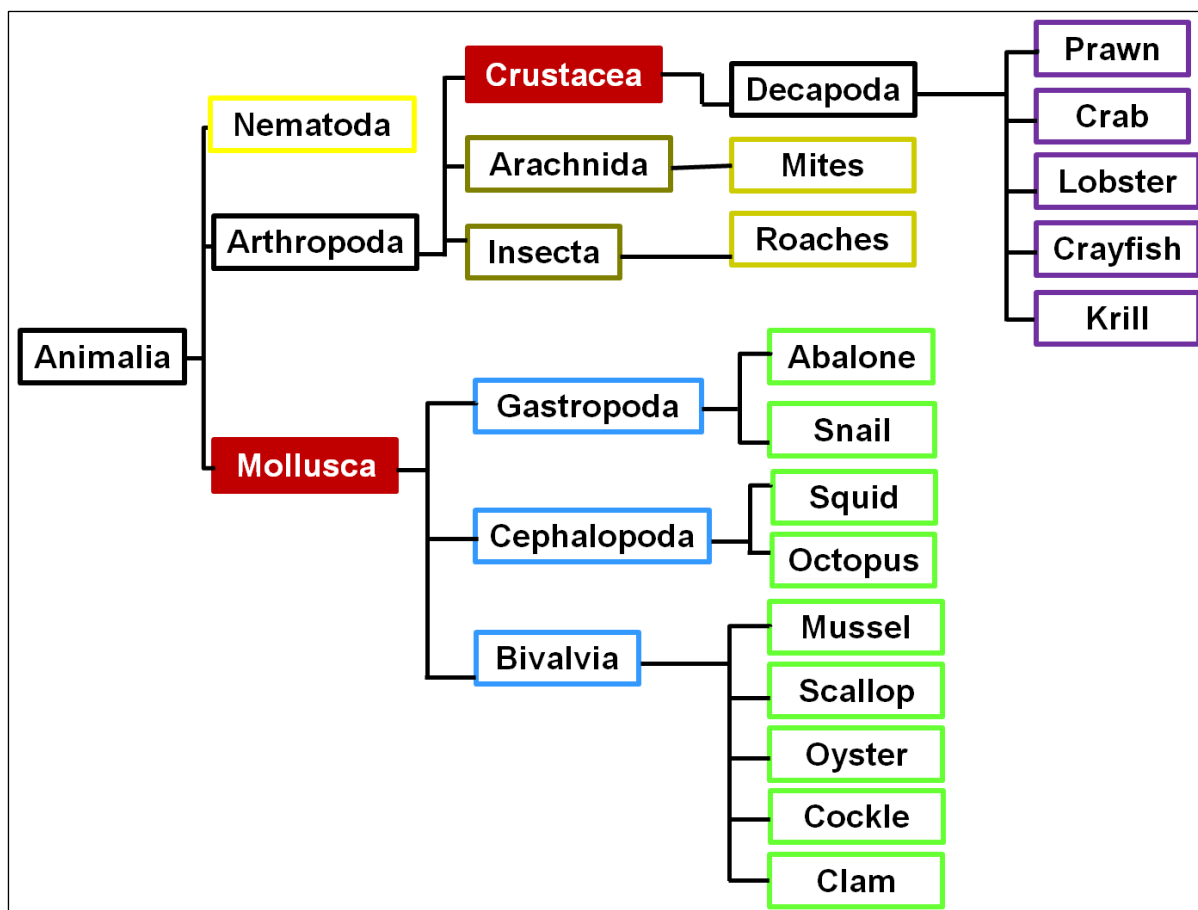 Animalia
Nematoda
Arthropoda
Mollusca
Crustacea
Arachnida
Insecta
Decapoda
Mites
Roaches
Prawn
Crab
Lobster
Crayfish
Krill
Gastropoda
Cephalopoda
Bivalvia
Abalone
Snail
Squid
Octopus
Mussel
Scallop
Oyster
Cockle
Clam